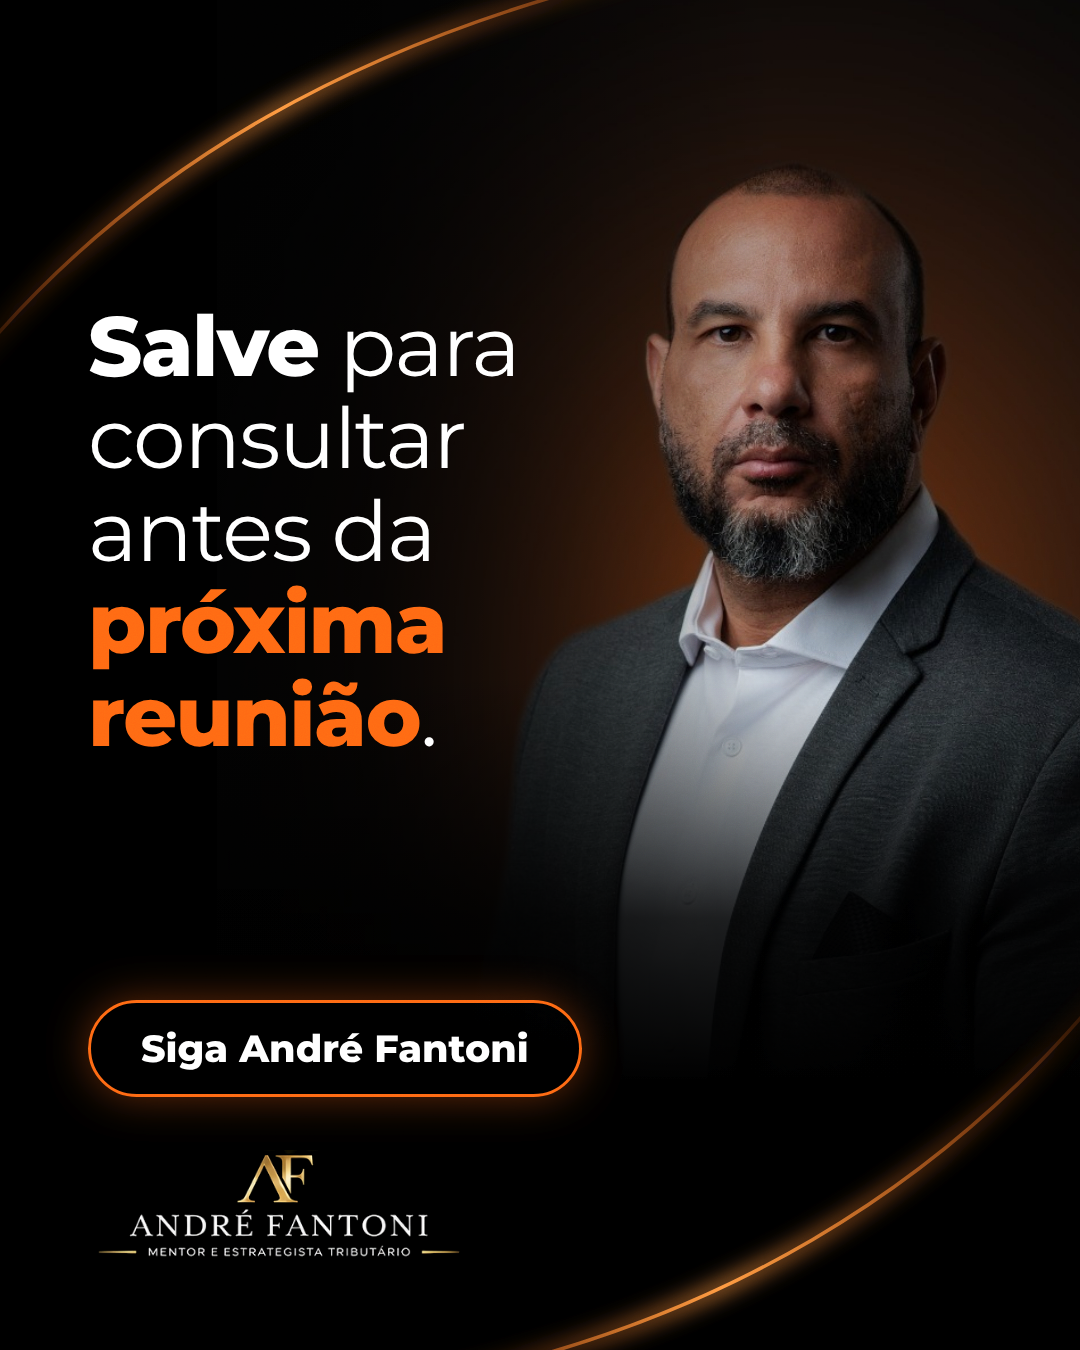 Salve para
consultar
antes da
próxima
reunião.
Siga André Fantoni
AF
ANDRÉ FANTONI
MENTOR E ESTRATEGISTA TRIBUTÁRIO